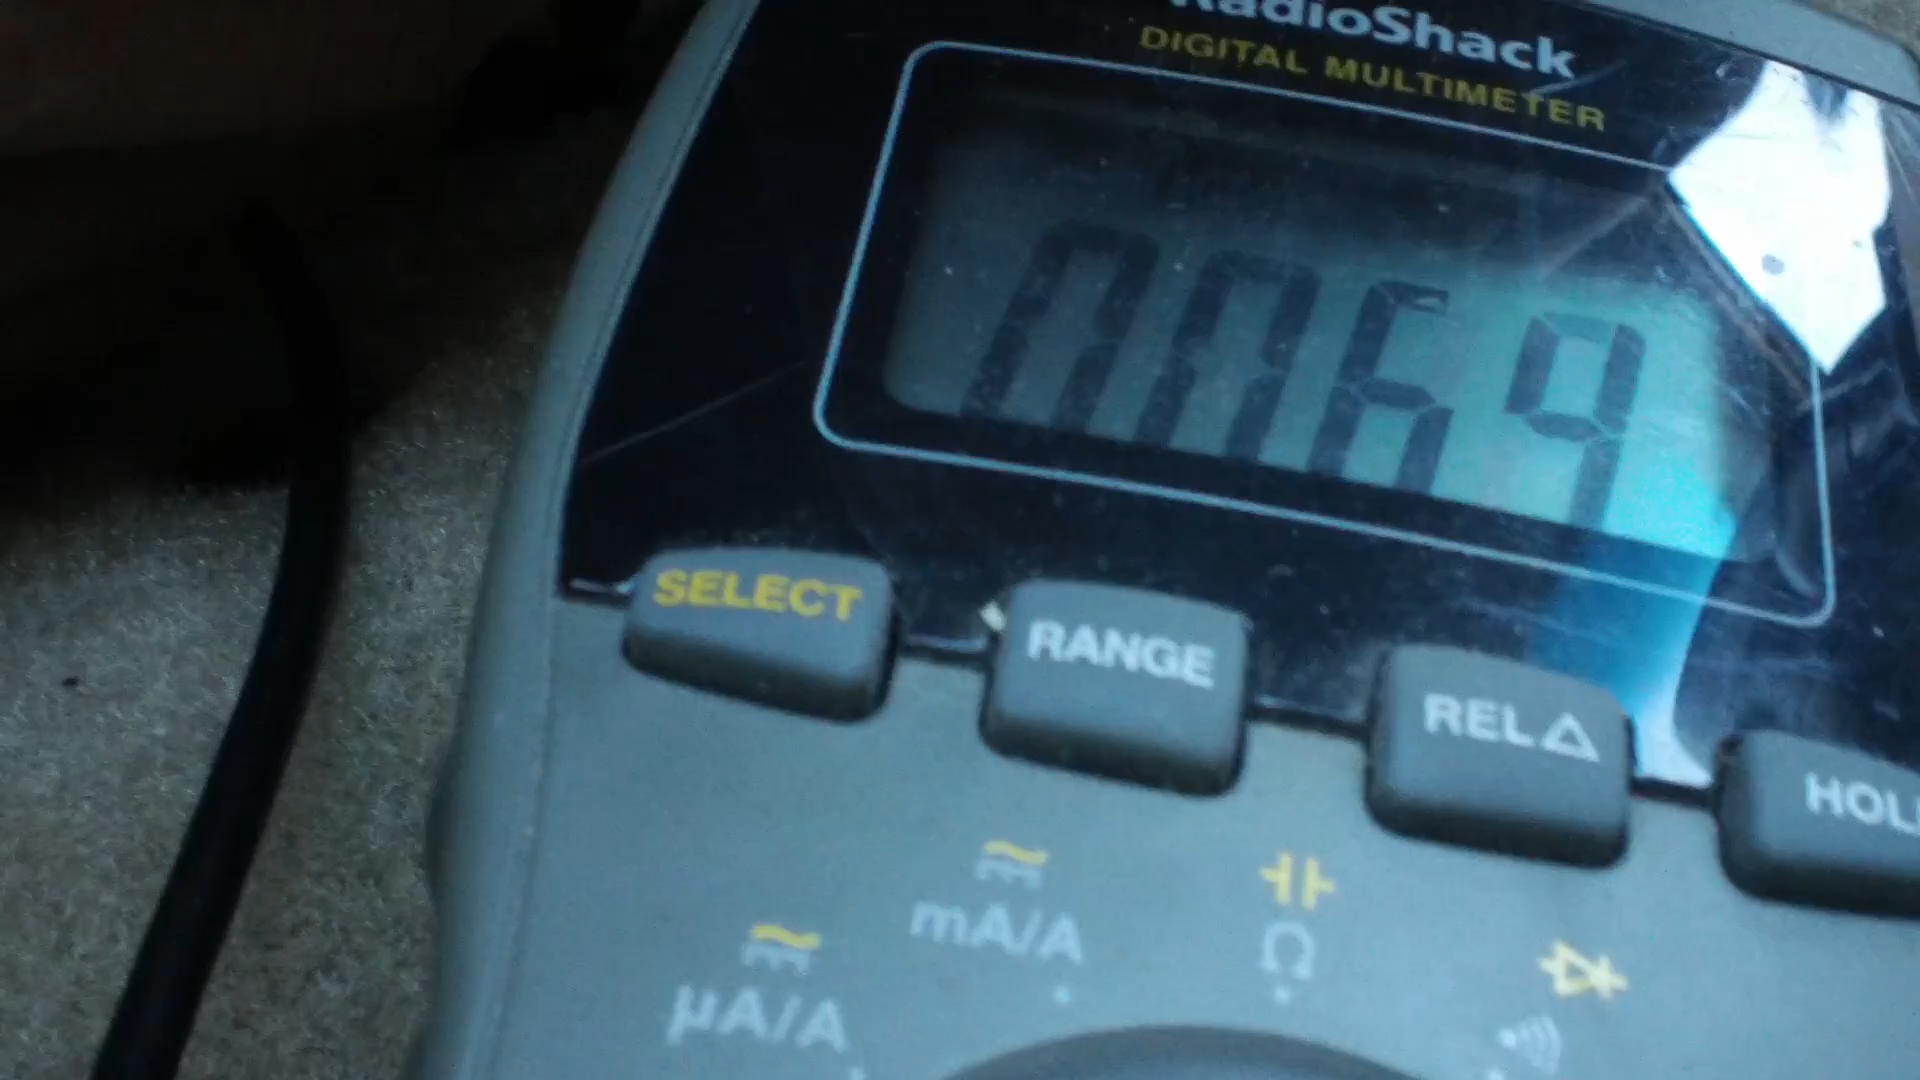 RadioShack
DIGITAL MULTIMETER
0069
SELECT
RANGE
REL△
HOL
mA/A
Ω
µA/A